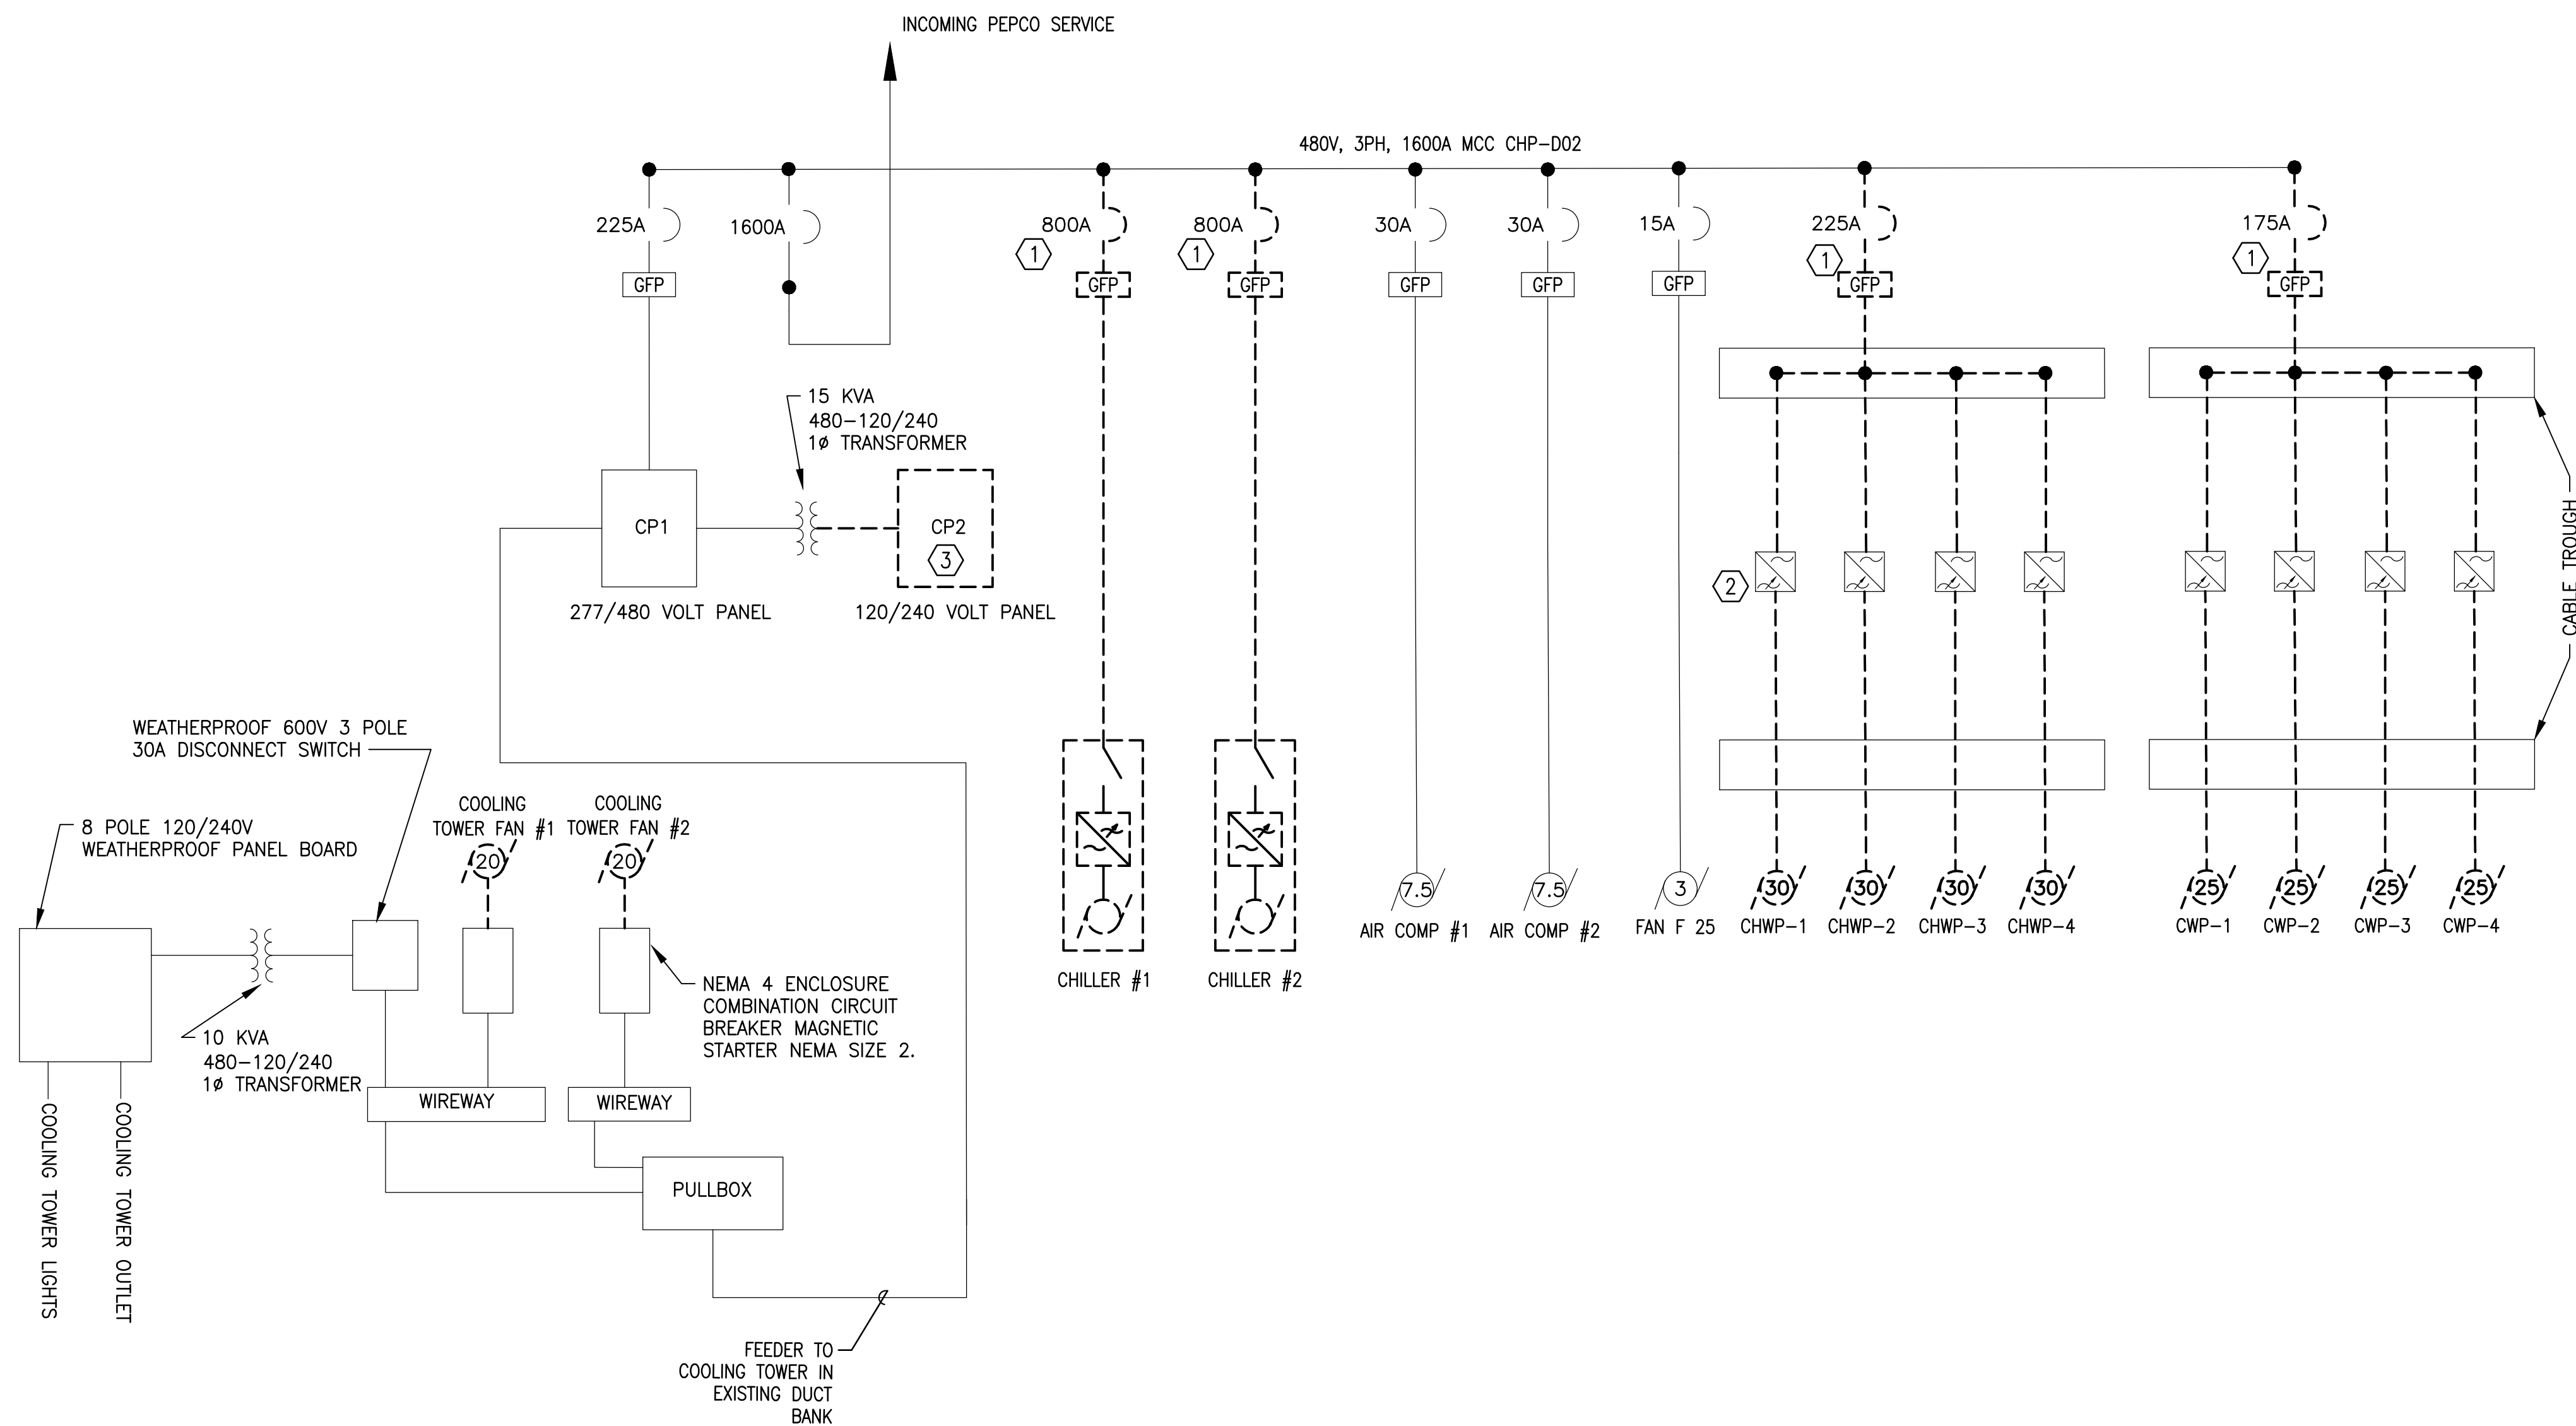 INCOMING PEPCO SERVICE
480V, 3PH, 1600A MCC CHP-D02
225A
1600A
800A
800A
30A
30A
15A
225A
175A
1
1
1
1
GFP
GFP
GFP
GFP
GFP
GFP
GFP
GFP
15 KVA
480-120/240
1ø TRANSFORMER
CP1
CP2
3
277/480 VOLT PANEL
120/240 VOLT PANEL
2
CABLE TROUGH
WEATHERPROOF 600V 3 POLE
30A DISCONNECT SWITCH
8 POLE 120/240V
WEATHERPROOF PANEL BOARD
COOLING
TOWER FAN #1
COOLING
TOWER FAN #2
20
20
7.5
7.5
3
30
30
30
30
25
25
25
25
AIR COMP #1
AIR COMP #2
FAN F 25
CHWP-1
CHWP-2
CHWP-3
CHWP-4
CWP-1
CWP-2
CWP-3
CWP-4
CHILLER #1
CHILLER #2
NEMA 4 ENCLOSURE
COMBINATION CIRCUIT
BREAKER MAGNETIC
STARTER NEMA SIZE 2.
10 KVA
480-120/240
1ø TRANSFORMER
WIREWAY
WIREWAY
COOLING TOWER LIGHTS
COOLING TOWER OUTLET
PULLBOX
FEEDER TO
COOLING TOWER IN
EXISTING DUCT
BANK